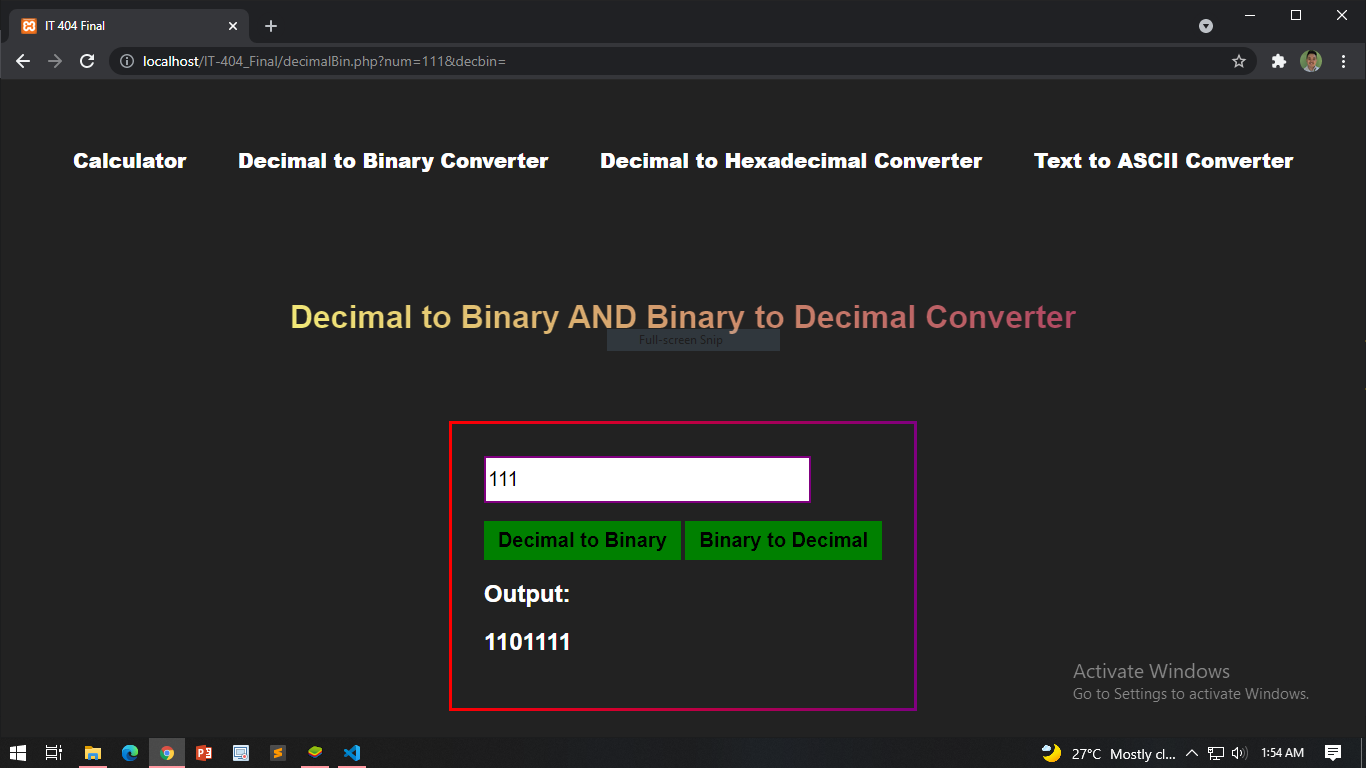 IT 404 Final
localhost/IT-404_Final/decimalBin.php?num=111&decbin=
Calculator Decimal to Binary Converter Decimal to Hexadecimal Converter Text to ASCII Converter
Decimal to Binary AND Binary to Decimal Converter
Full-screen Snip
111
Decimal to Binary Binary to Decimal
Output:
1101111
Activate Windows
Go to Settings to activate Windows.
27°C Mostly cl... 1:54 AM